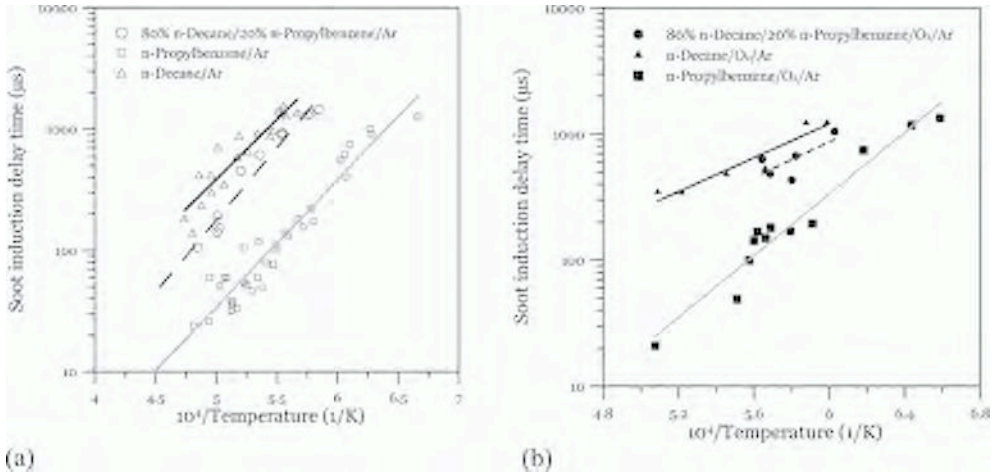 10000
80% n-Decane/20% n-Propylbenzene/Ar
n-Propylbenzene/Ar
n-Decane/Ar
1000
100
10
4 4.5 5 5.5 6 6.5 7
Soot induction delay time (μs)
10⁴/Temperature (1/K)
(a)
10000
80% n-Decane/20% n-Propylbenzene/O₂/Ar
n-Decane/O₂/Ar
n-Propylbenzene/O₂/Ar
1000
100
10
4.8 5.2 5.6 6 6.4 6.8
Soot induction delay time (μs)
10⁴/Temperature (1/K)
(b)